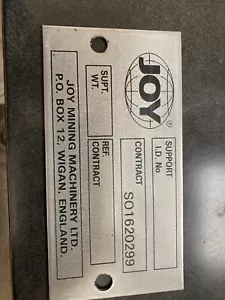 JOY®
SUPPORT
I.D. No
CONTRACT SO1620299
SUPT.
WT.
REF.
CONTRACT
JOY MINING MACHINERY LTD.
P.O. BOX 12, WIGAN, ENGLAND.